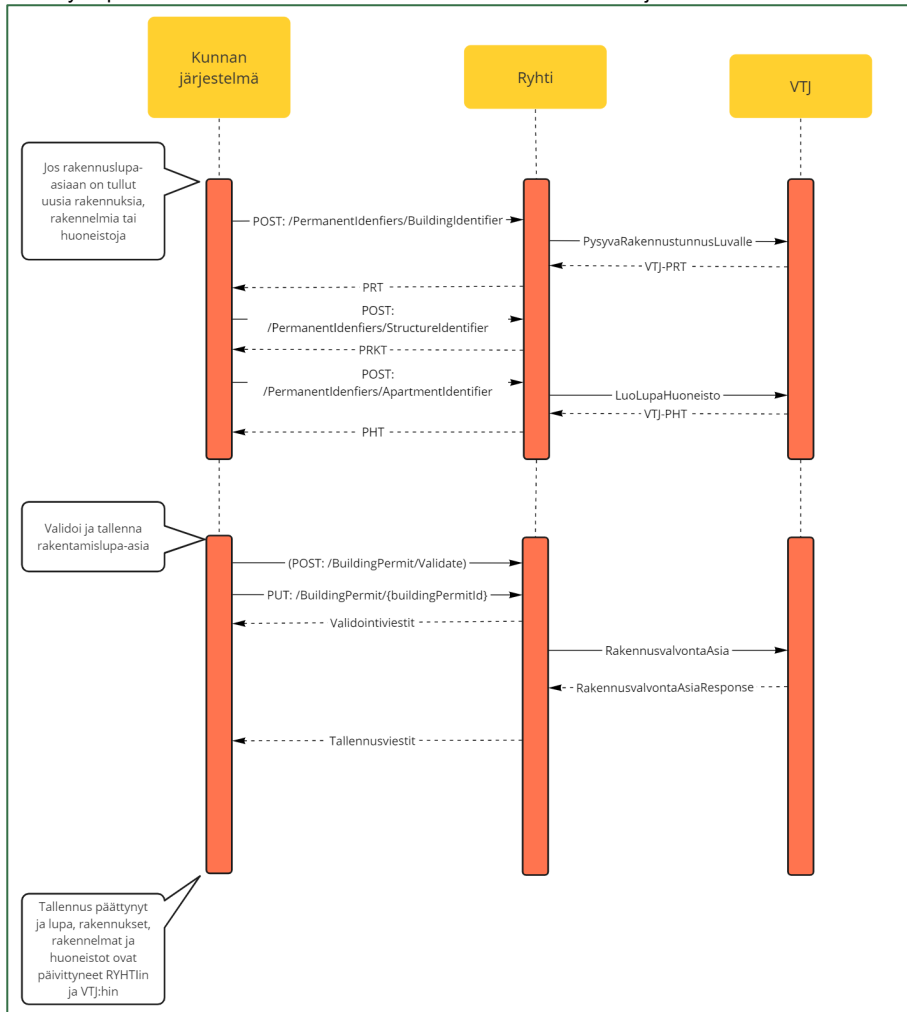 Kunnan
järjestelmä
Ryhti
VTJ
Jos rakennuslupa-
asiaan on tullut
uusia rakennuksia,
rakennelmia tai
huoneistoja
POST: /PermanentIdenfiers/BuildingIdentifier
PysyvaRakennustunnusLuvalle
VTJ-PRT
PRT
POST:
/PermanentIdenfiers/StructureIdentifier
PRKT
POST:
/PermanentIdenfiers/ApartmentIdentifier
LuoLupaHuoneisto
VTJ-PHT
PHT
Validoi ja tallenna
rakentamislupa-asia
(POST: /BuildingPermit/Validate)
PUT: /BuildingPermit/{buildingPermitId}
Validointiviestit
RakennusvalvontaAsia
RakennusvalvontaAsiaResponse
Tallennusviestit
Tallennus päättynyt
ja lupa, rakennukset,
rakennelmat ja
huoneistot ovat
päivittyneet RYHTIin
ja VTJ:hin